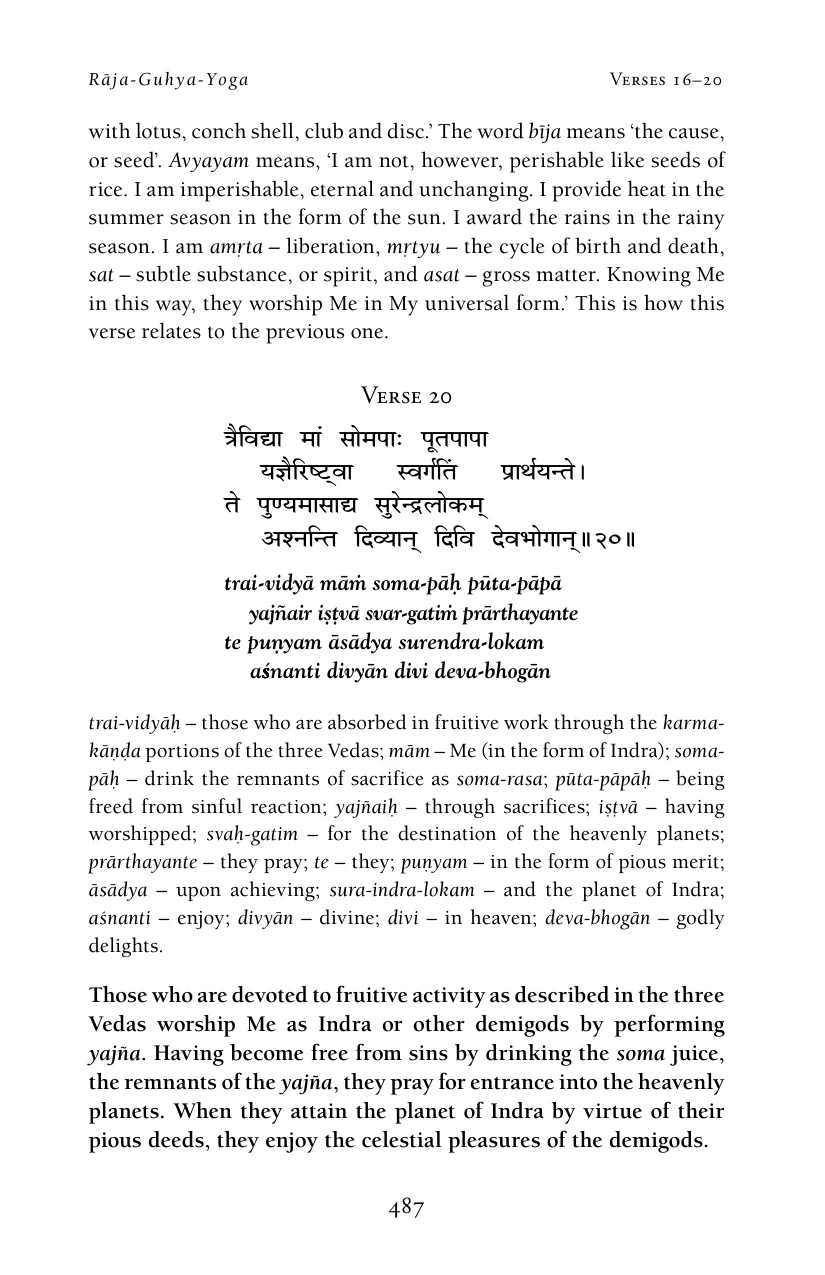 Rāja-Guhya-Yoga Verses 16–20
with lotus, conch shell, club and disc.’ The word bīja means ‘the cause,
or seed’. Avyayam means, ‘I am not, however, perishable like seeds of
rice. I am imperishable, eternal and unchanging. I provide heat in the
summer season in the form of the sun. I award the rains in the rainy
season. I am amṛta – liberation, mṛtyu – the cycle of birth and death,
sat – subtle substance, or spirit, and asat – gross matter. Knowing Me
in this way, they worship Me in My universal form.’ This is how this
verse relates to the previous one.
Verse 20
त्रैविद्या मां सोमपाः पूतपापा
यज्ञैरिष्ट्वा स्वर्गतिं प्रार्थयन्ते।
ते पुण्यमासाद्य सुरेन्द्रलोकम्
अश्नन्ति दिव्यान् दिवि देवभोगान्॥२०॥
trai-vidyā māṁ soma-pāḥ pūta-pāpā
yajñair iṣṭvā svar-gatiṁ prārthayante
te puṇyam āsādya surendra-lokam
aśnanti divyān divi deva-bhogān
trai-vidyāḥ – those who are absorbed in fruitive work through the karma-
kāṇḍa portions of the three Vedas; mām – Me (in the form of Indra); soma-
pāḥ – drink the remnants of sacrifice as soma-rasa; pūta-pāpāḥ – being
freed from sinful reaction; yajñaiḥ – through sacrifices; iṣṭvā – having
worshipped; svaḥ-gatim – for the destination of the heavenly planets;
prārthayante – they pray; te – they; puṇyam – in the form of pious merit;
āsādya – upon achieving; sura-indra-lokam – and the planet of Indra;
aśnanti – enjoy; divyān – divine; divi – in heaven; deva-bhogān – godly
delights.
Those who are devoted to fruitive activity as described in the three
Vedas worship Me as Indra or other demigods by performing
yajña. Having become free from sins by drinking the soma juice,
the remnants of the yajña, they pray for entrance into the heavenly
planets. When they attain the planet of Indra by virtue of their
pious deeds, they enjoy the celestial pleasures of the demigods.
487